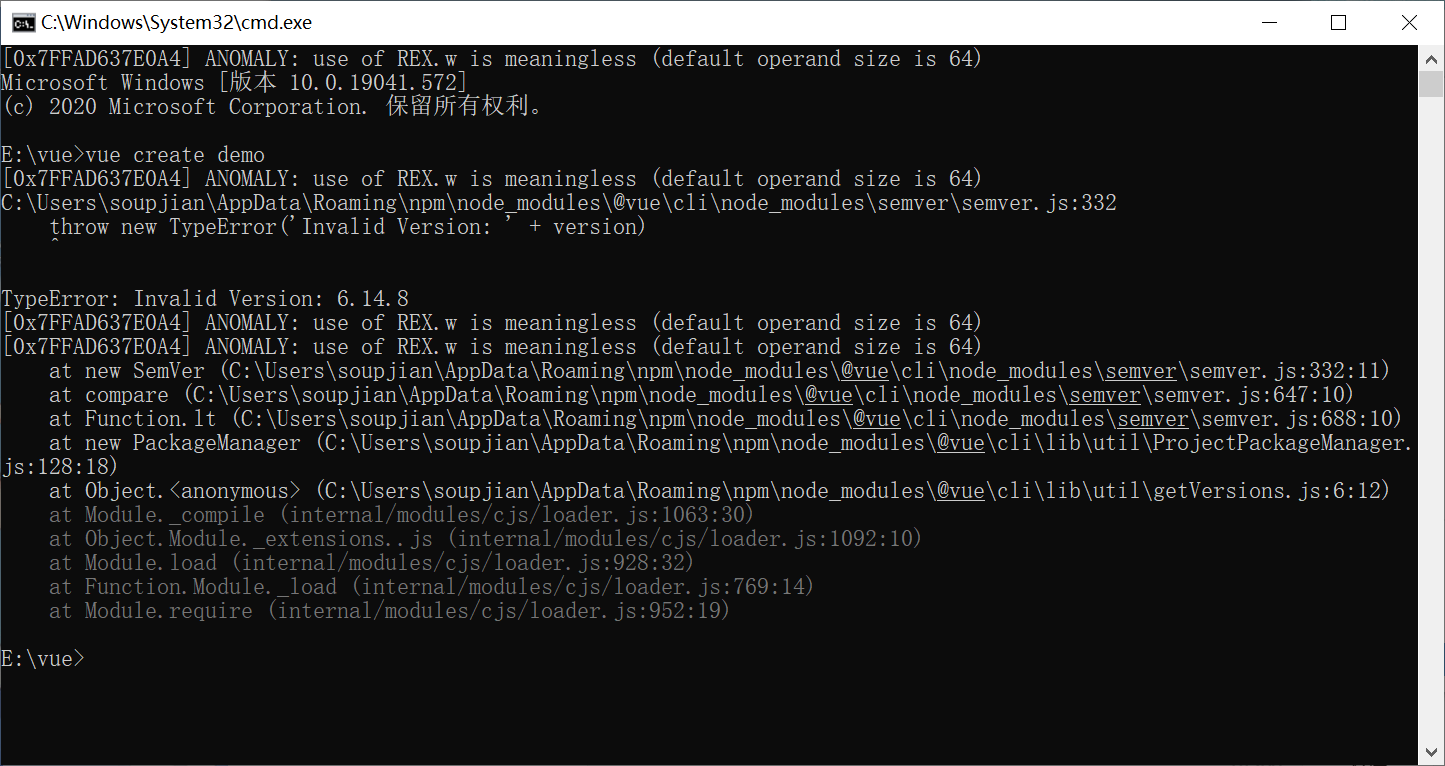 C:\Windows\System32\cmd.exe
[0x7FFAD637E0A4] ANOMALY: use of REX.w is meaningless (default operand size is 64)
Microsoft Windows [版本 10.0.19041.572]
(c) 2020 Microsoft Corporation. 保留所有权利。
E:\vue>vue create demo
[0x7FFAD637E0A4] ANOMALY: use of REX.w is meaningless (default operand size is 64)
C:\Users\soupjian\AppData\Roaming\npm\node_modules\@vue\cli\node_modules\semver\semver.js:332
    throw new TypeError('Invalid Version: ' + version)
    ^
TypeError: Invalid Version: 6.14.8
[0x7FFAD637E0A4] ANOMALY: use of REX.w is meaningless (default operand size is 64)
[0x7FFAD637E0A4] ANOMALY: use of REX.w is meaningless (default operand size is 64)
    at new SemVer (C:\Users\soupjian\AppData\Roaming\npm\node_modules\@vue\cli\node_modules\semver\semver.js:332:11)
    at compare (C:\Users\soupjian\AppData\Roaming\npm\node_modules\@vue\cli\node_modules\semver\semver.js:647:10)
    at Function.lt (C:\Users\soupjian\AppData\Roaming\npm\node_modules\@vue\cli\node_modules\semver\semver.js:688:10)
    at new PackageManager (C:\Users\soupjian\AppData\Roaming\npm\node_modules\@vue\cli\lib\util\ProjectPackageManager.
js:128:18)
    at Object.<anonymous> (C:\Users\soupjian\AppData\Roaming\npm\node_modules\@vue\cli\lib\util\getVersions.js:6:12)
    at Module._compile (internal/modules/cjs/loader.js:1063:30)
    at Object.Module._extensions..js (internal/modules/cjs/loader.js:1092:10)
    at Module.load (internal/modules/cjs/loader.js:928:32)
    at Function.Module._load (internal/modules/cjs/loader.js:769:14)
    at Module.require (internal/modules/cjs/loader.js:952:19)
E:\vue>